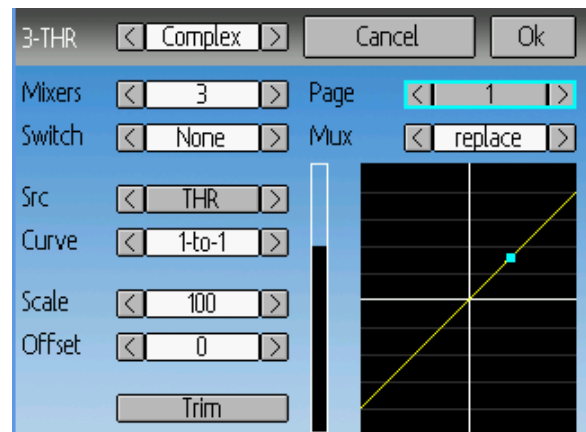 3-THR < Complex > Cancel Ok
Mixers < 3 > Page < 1 >
Switch < None > Mux < replace >
Src < THR >
Curve < 1-to-1 >
Scale < 100 >
Offset < 0 >
Trim